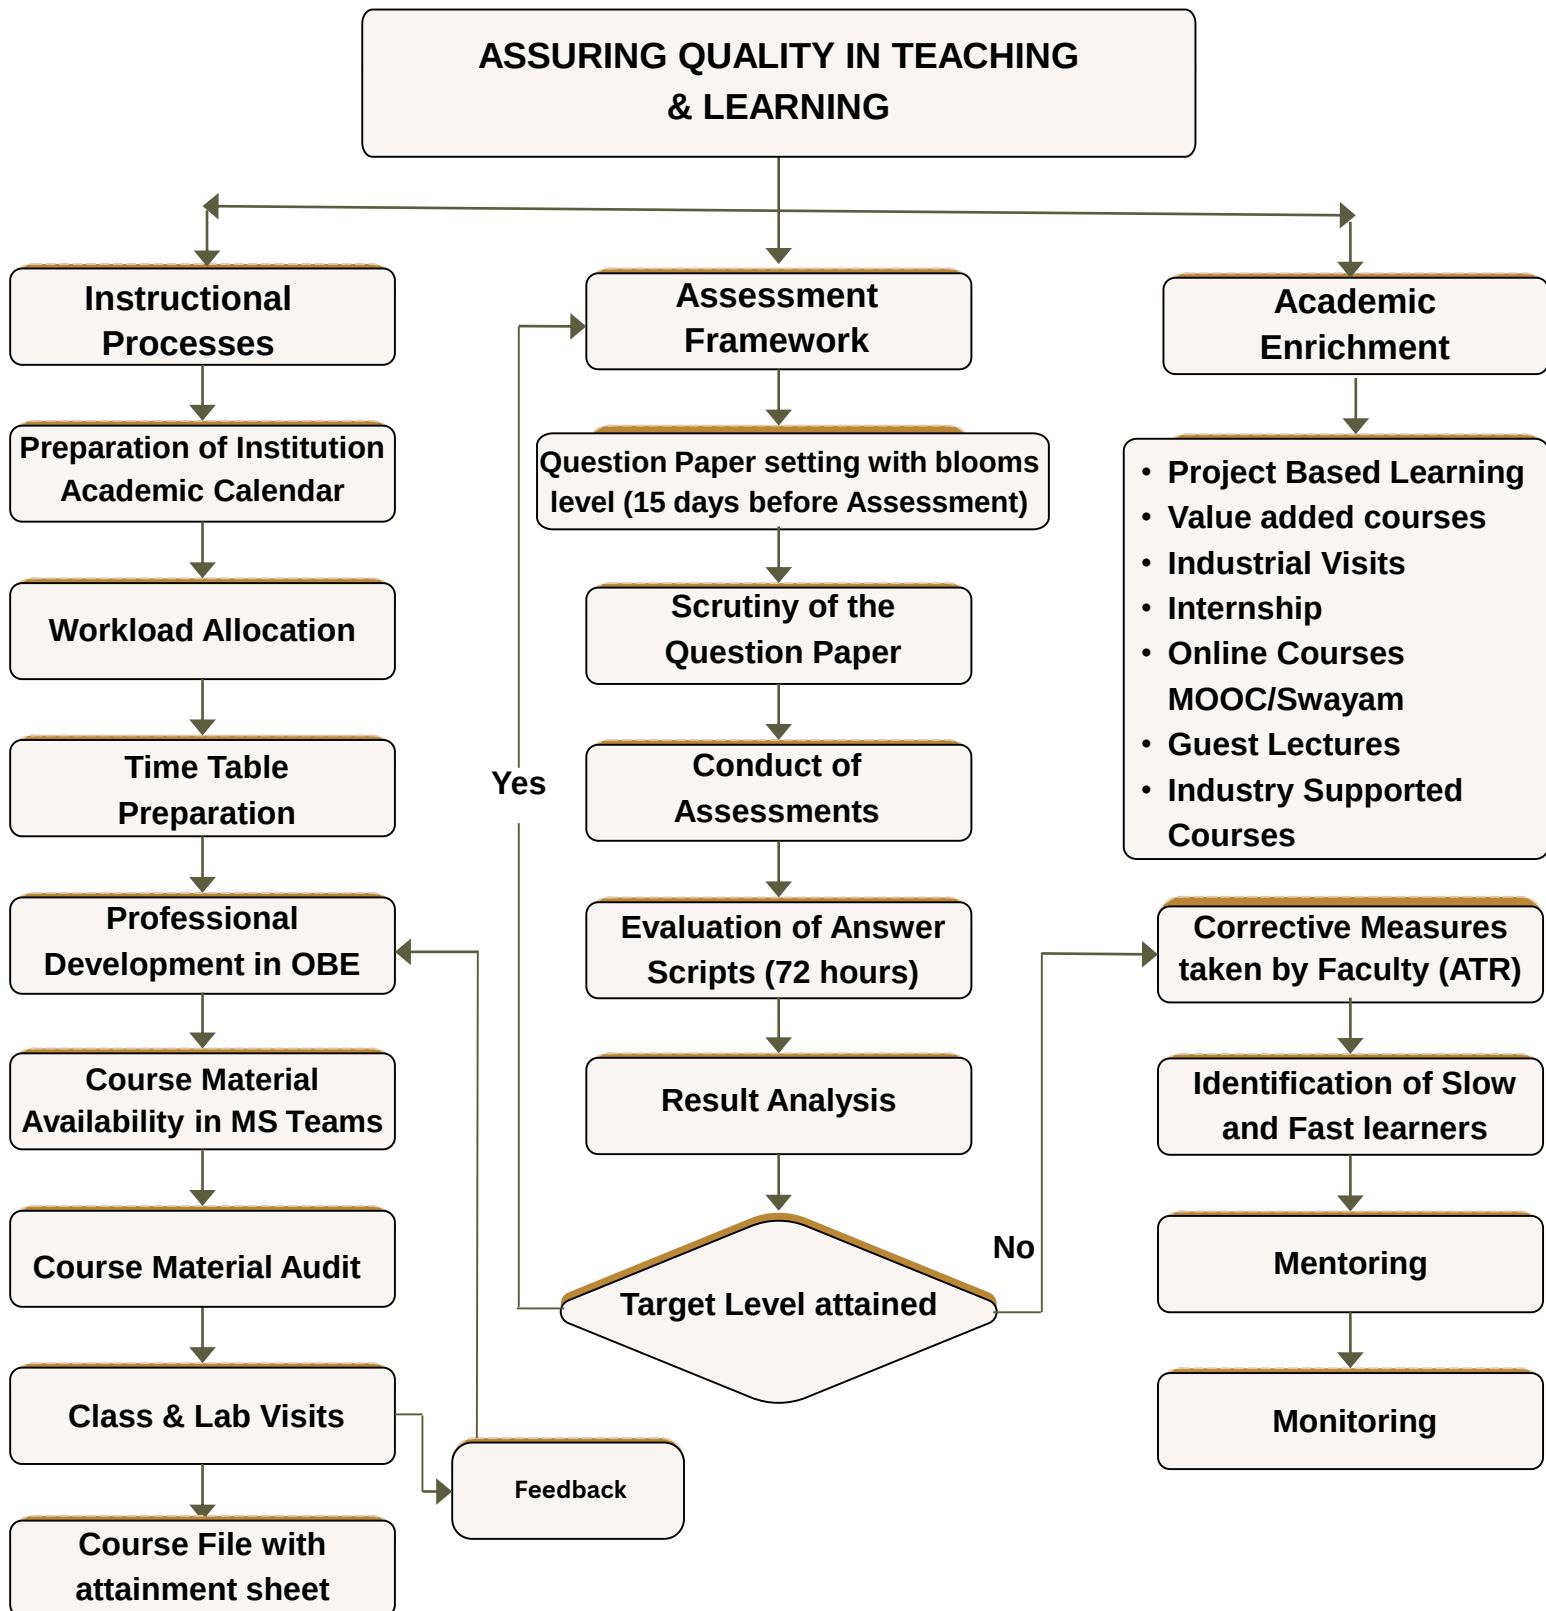 ASSURING QUALITY IN TEACHING
& LEARNING
Instructional
Processes
Preparation of Institution
Academic Calendar
Workload Allocation
Time Table
Preparation
Professional
Development in OBE
Course Material
Availability in MS Teams
Course Material Audit
Class & Lab Visits
Course File with
attainment sheet
Feedback
Assessment
Framework
Question Paper setting with blooms
level (15 days before Assessment)
Scrutiny of the
Question Paper
Conduct of
Assessments
Evaluation of Answer
Scripts (72 hours)
Result Analysis
Target Level attained
Yes
No
Academic
Enrichment
• Project Based Learning
• Value added courses
• Industrial Visits
• Internship
• Online Courses
MOOC/Swayam
• Guest Lectures
• Industry Supported
Courses
Corrective Measures
taken by Faculty (ATR)
Identification of Slow
and Fast learners
Mentoring
Monitoring